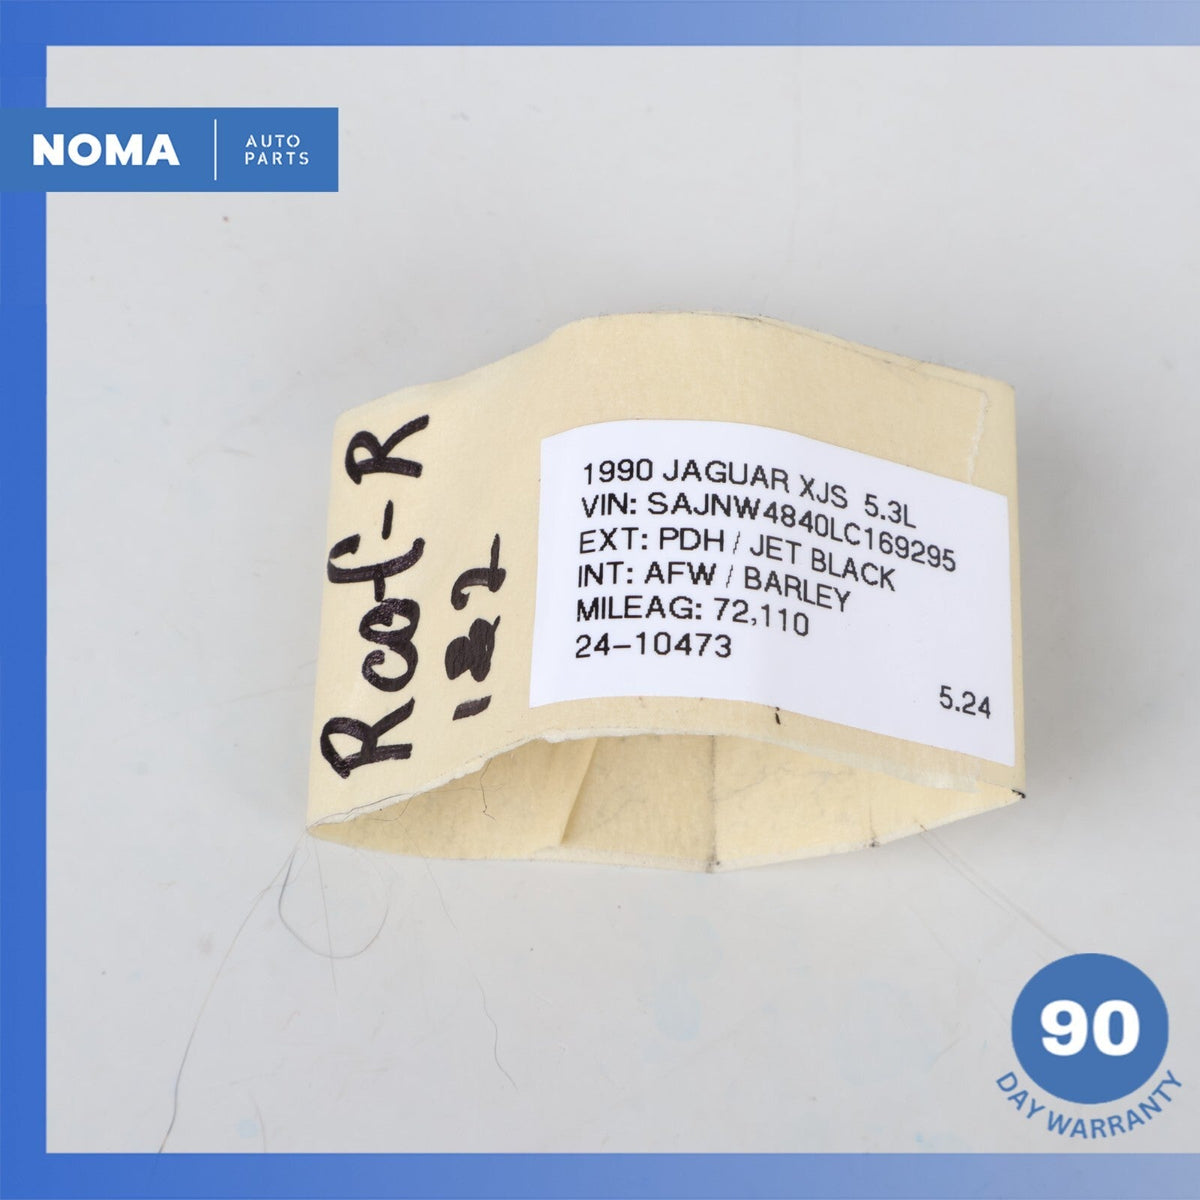 NOMA
AUTO
PARTS
1990 JAGUAR XJS 5.3L
VIN: SAJNW4840LC169295
EXT: PDH / JET BLACK
INT: AFW / BARLEY
MILEAG: 72,110
24-10473
5.24
90
DAY WARRANTY